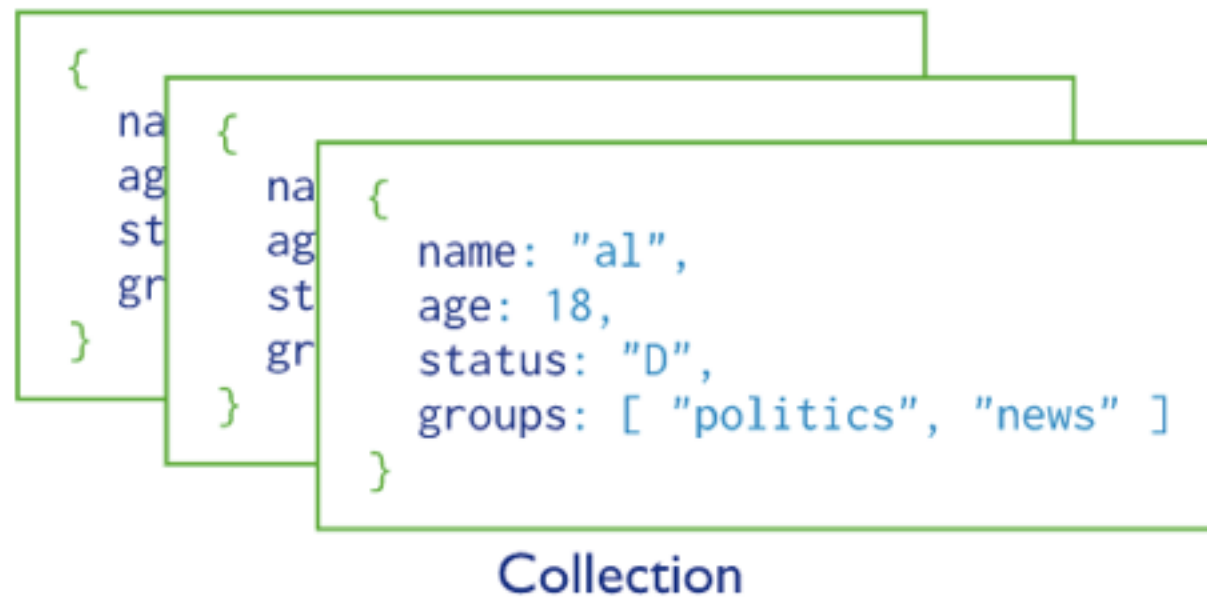 {
na
ag
st
gr
}
{
na
ag
st
gr
}
{
name: "al",
age: 18,
status: "D",
groups: [ "politics", "news" ]
}
Collection